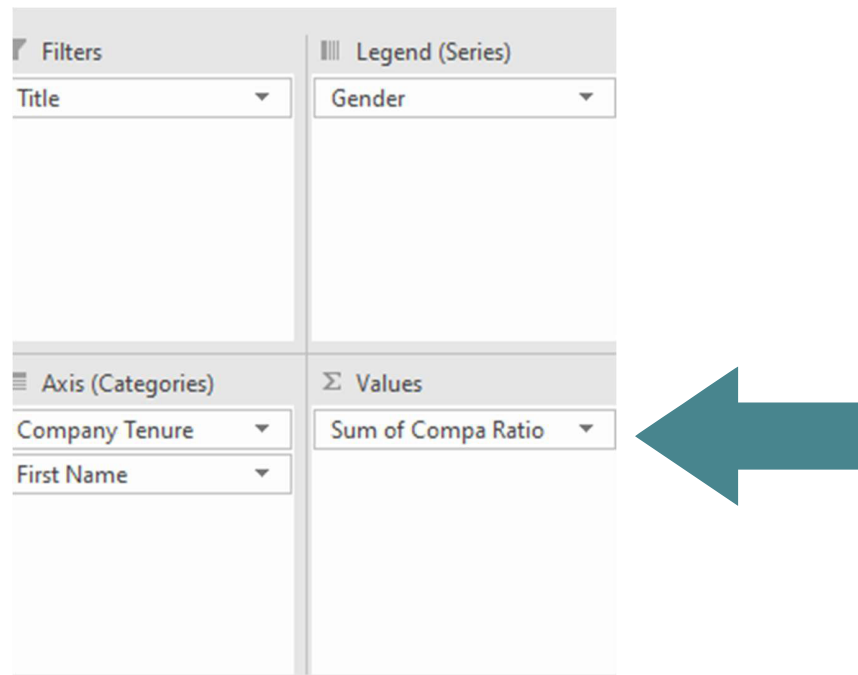 Filters
Title
Legend (Series)
Gender
Axis (Categories)
Company Tenure
First Name
Σ Values
Sum of Compa Ratio